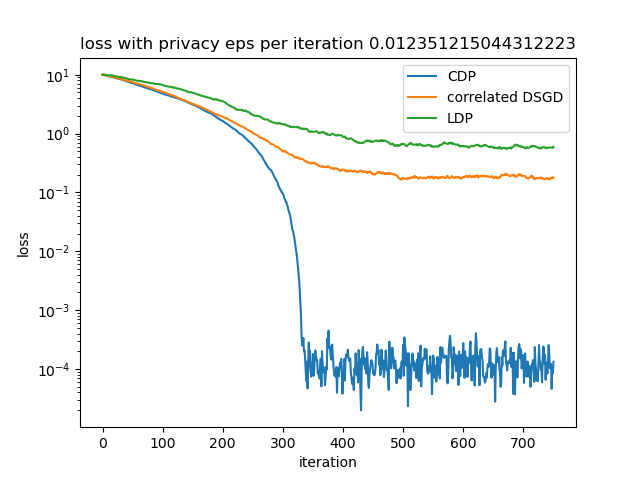 loss with privacy eps per iteration 0.012351215044312223
CDP
correlated DSGD
LDP
loss
10¹
10⁰
10⁻¹
10⁻²
10⁻³
10⁻⁴
0 100 200 300 400 500 600 700
iteration